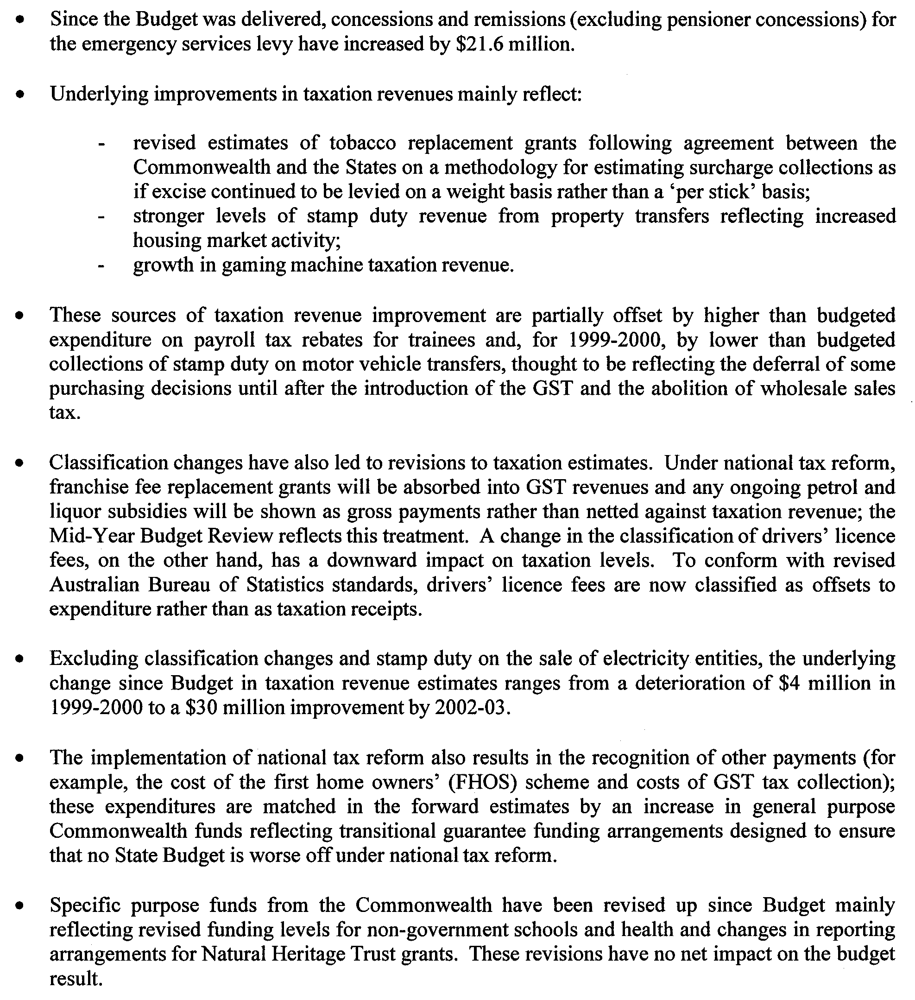 • Since the Budget was delivered, concessions and remissions (excluding pensioner concessions) for
the emergency services levy have increased by $21.6 million.
• Underlying improvements in taxation revenues mainly reflect:
- revised estimates of tobacco replacement grants following agreement between the
Commonwealth and the States on a methodology for estimating surcharge collections as
if excise continued to be levied on a weight basis rather than a ‘per stick’ basis;
- stronger levels of stamp duty revenue from property transfers reflecting increased
housing market activity;
- growth in gaming machine taxation revenue.
• These sources of taxation revenue improvement are partially offset by higher than budgeted
expenditure on payroll tax rebates for trainees and, for 1999-2000, by lower than budgeted
collections of stamp duty on motor vehicle transfers, thought to be reflecting the deferral of some
purchasing decisions until after the introduction of the GST and the abolition of wholesale sales
tax.
• Classification changes have also led to revisions to taxation estimates. Under national tax reform,
franchise fee replacement grants will be absorbed into GST revenues and any ongoing petrol and
liquor subsidies will be shown as gross payments rather than netted against taxation revenue; the
Mid-Year Budget Review reflects this treatment. A change in the classification of drivers’ licence
fees, on the other hand, has a downward impact on taxation levels. To conform with revised
Australian Bureau of Statistics standards, drivers’ licence fees are now classified as offsets to
expenditure rather than as taxation receipts.
• Excluding classification changes and stamp duty on the sale of electricity entities, the underlying
change since Budget in taxation revenue estimates ranges from a deterioration of $4 million in
1999-2000 to a $30 million improvement by 2002-03.
• The implementation of national tax reform also results in the recognition of other payments (for
example, the cost of the first home owners’ (FHOS) scheme and costs of GST tax collection);
these expenditures are matched in the forward estimates by an increase in general purpose
Commonwealth funds reflecting transitional guarantee funding arrangements designed to ensure
that no State Budget is worse off under national tax reform.
• Specific purpose funds from the Commonwealth have been revised up since Budget mainly
reflecting revised funding levels for non-government schools and health and changes in reporting
arrangements for Natural Heritage Trust grants. These revisions have no net impact on the budget
result.